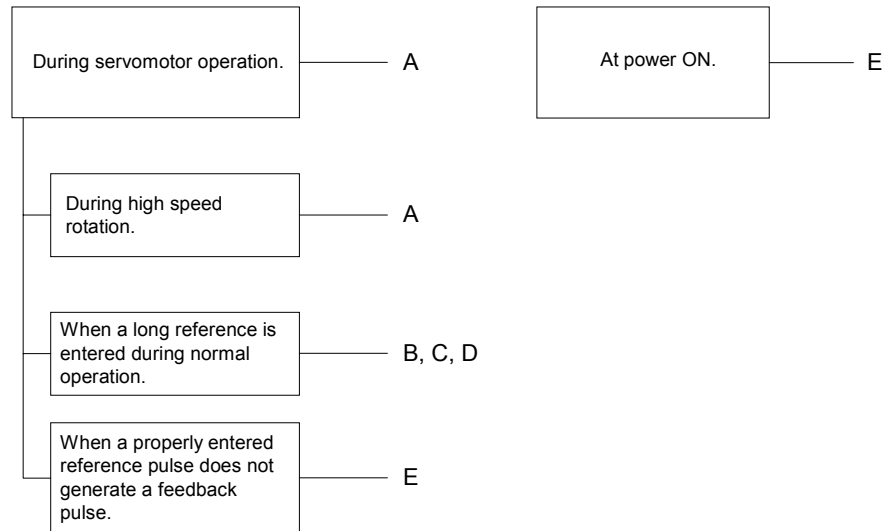 During servomotor operation.
A
At power ON.
E
During high speed
rotation.
A
When a long reference is
entered during normal
operation.
B, C, D
When a properly entered
reference pulse does not
generate a feedback
pulse.
E